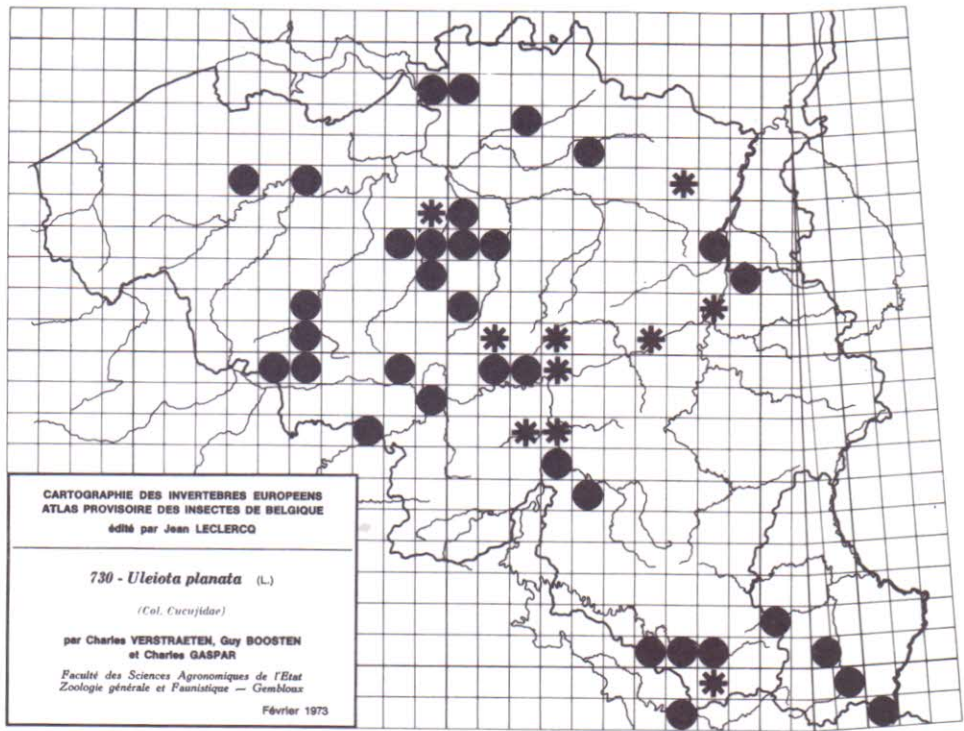 CARTOGRAPHIE DES INVERTEBRES EUROPEENS
ATLAS PROVISOIRE DES INSECTES DE BELGIQUE
édité par Jean LECLERCQ
730 - Uleiota planata (L.)
(Col. Cucujidae)
par Charles VERSTRAETEN, Guy BOOSTEN
et Charles GASPAR
Faculté des Sciences Agronomiques de l'Etat
Zoologie générale et Faunistique — Gembloux
Février 1973